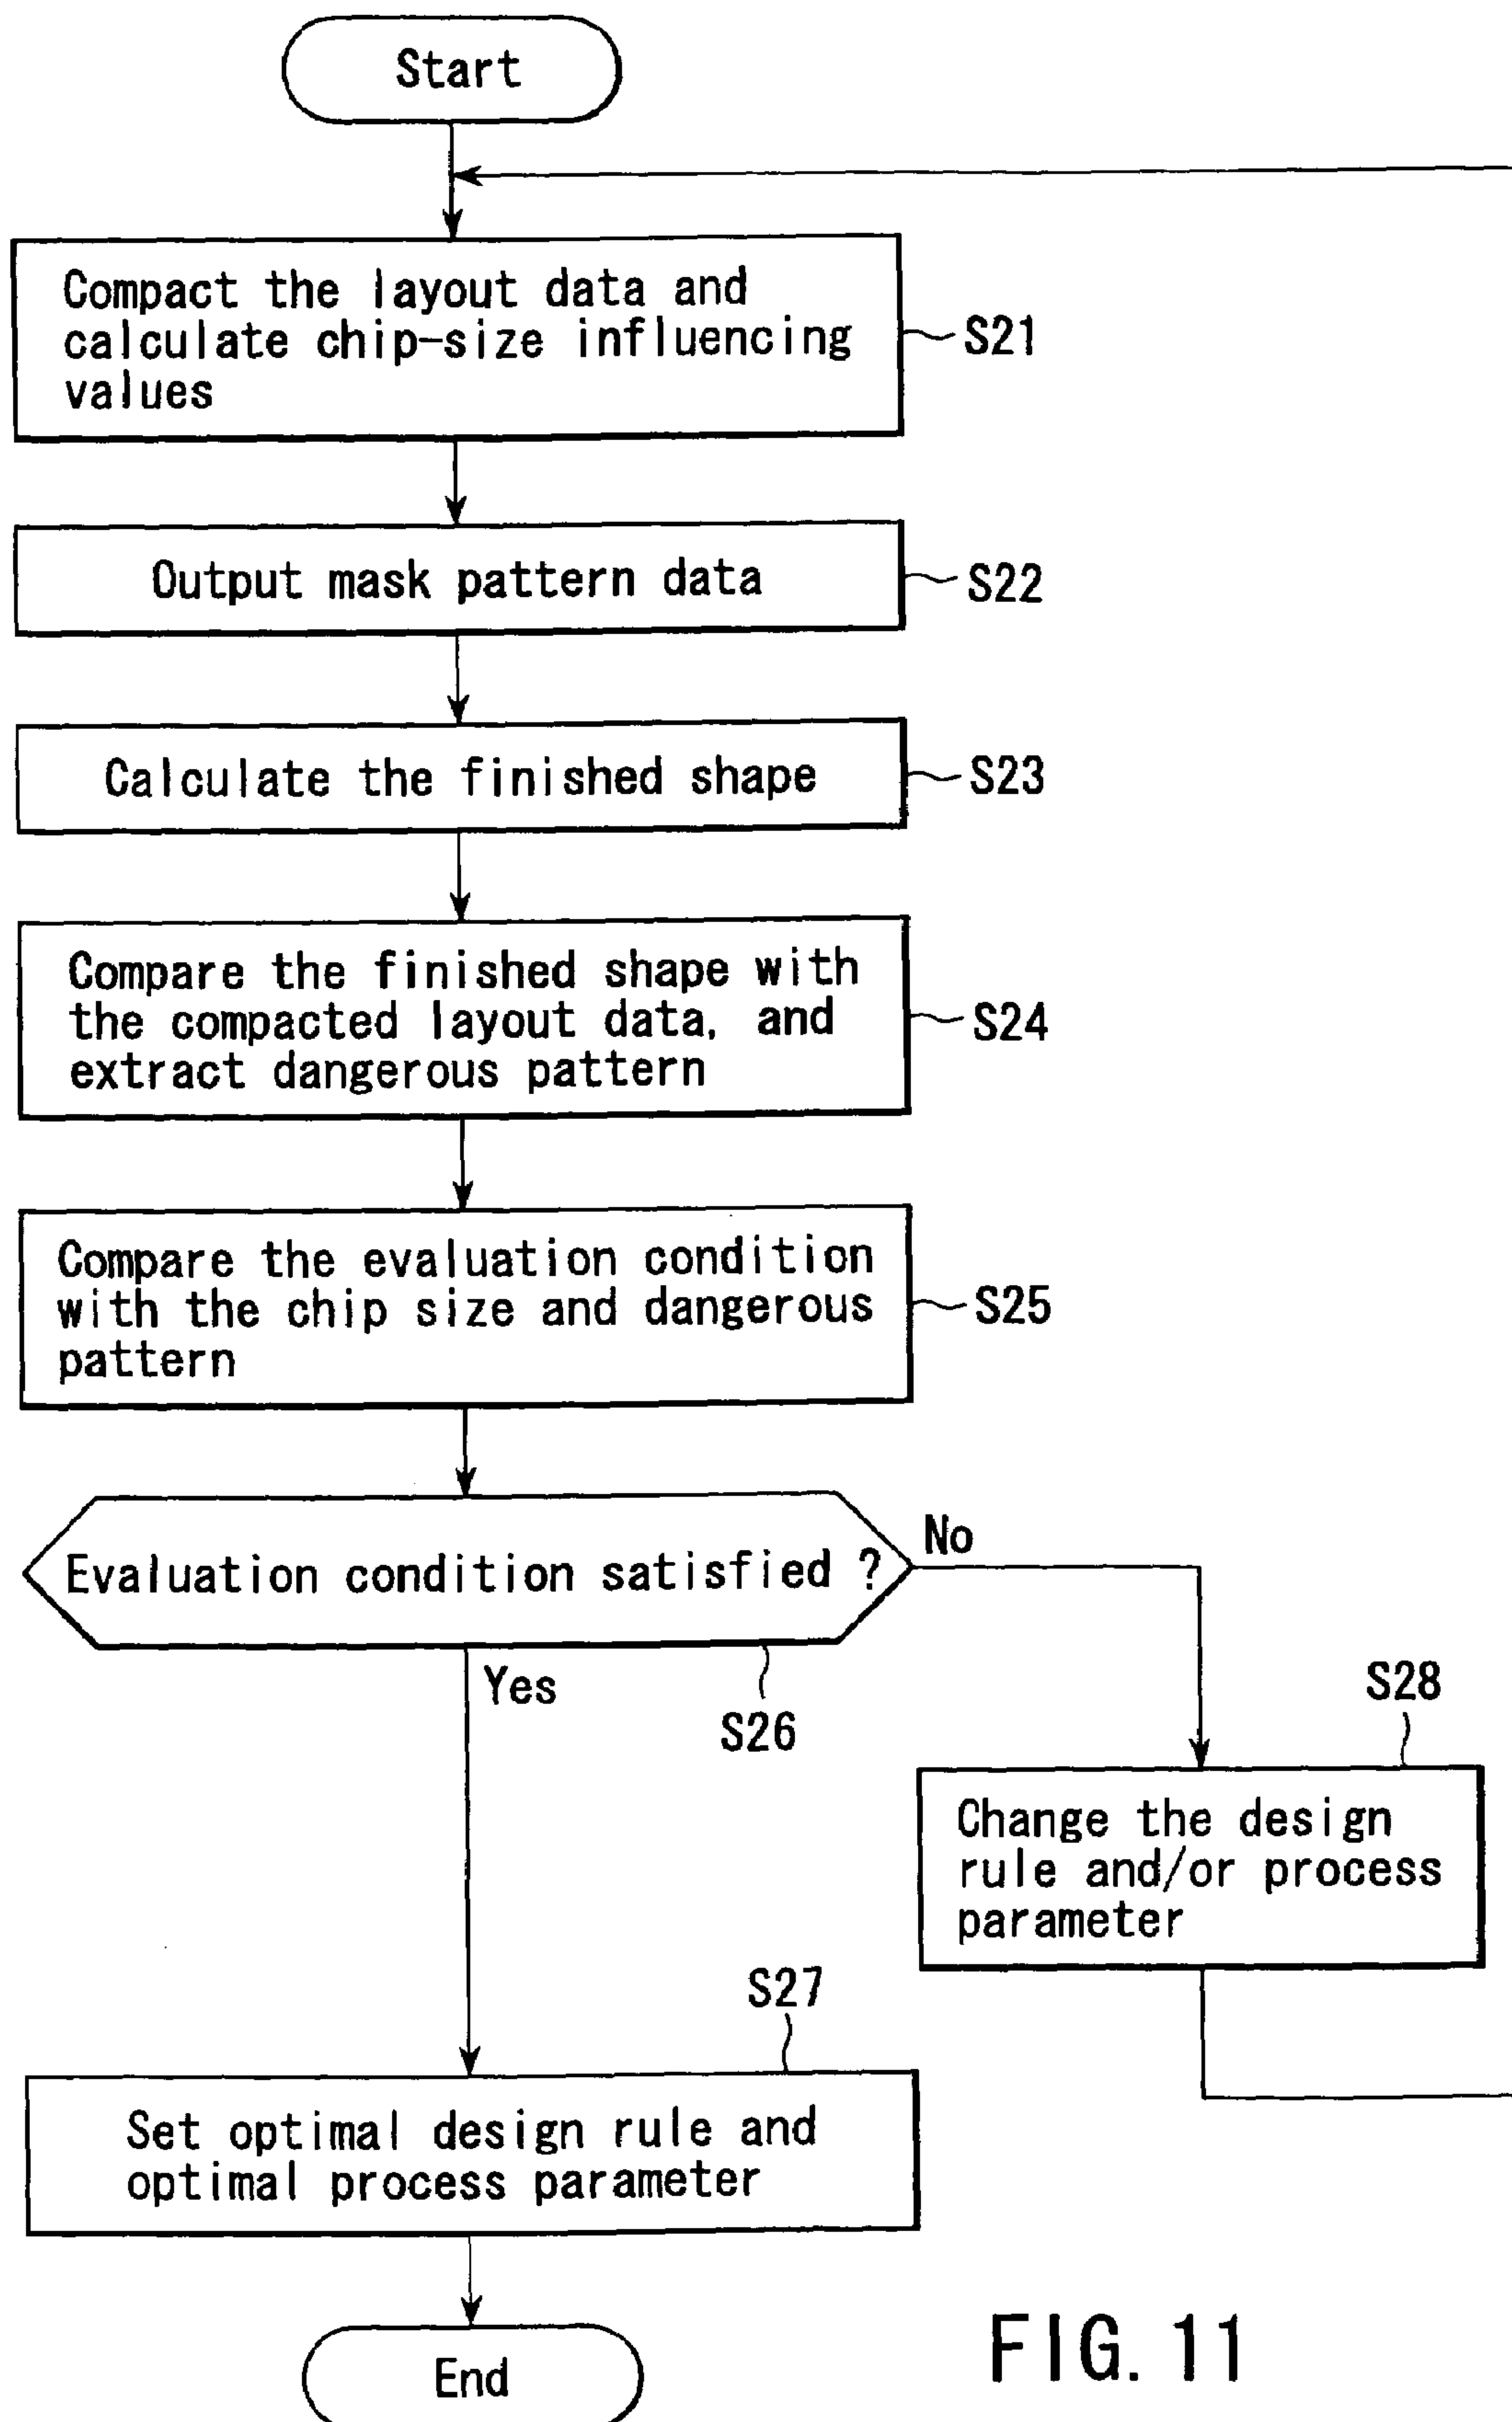 Start
Compact the layout data and
calculate chip-size influencing
values
S21
Output mask pattern data
S22
Calculate the finished shape
S23
Compare the finished shape with
the compacted layout data, and
extract dangerous pattern
S24
Compare the evaluation condition
with the chip size and dangerous
pattern
S25
Evaluation condition satisfied ?
No
Yes
S26
S28
Change the design
rule and/or process
parameter
S27
Set optimal design rule and
optimal process parameter
End
FIG. 11